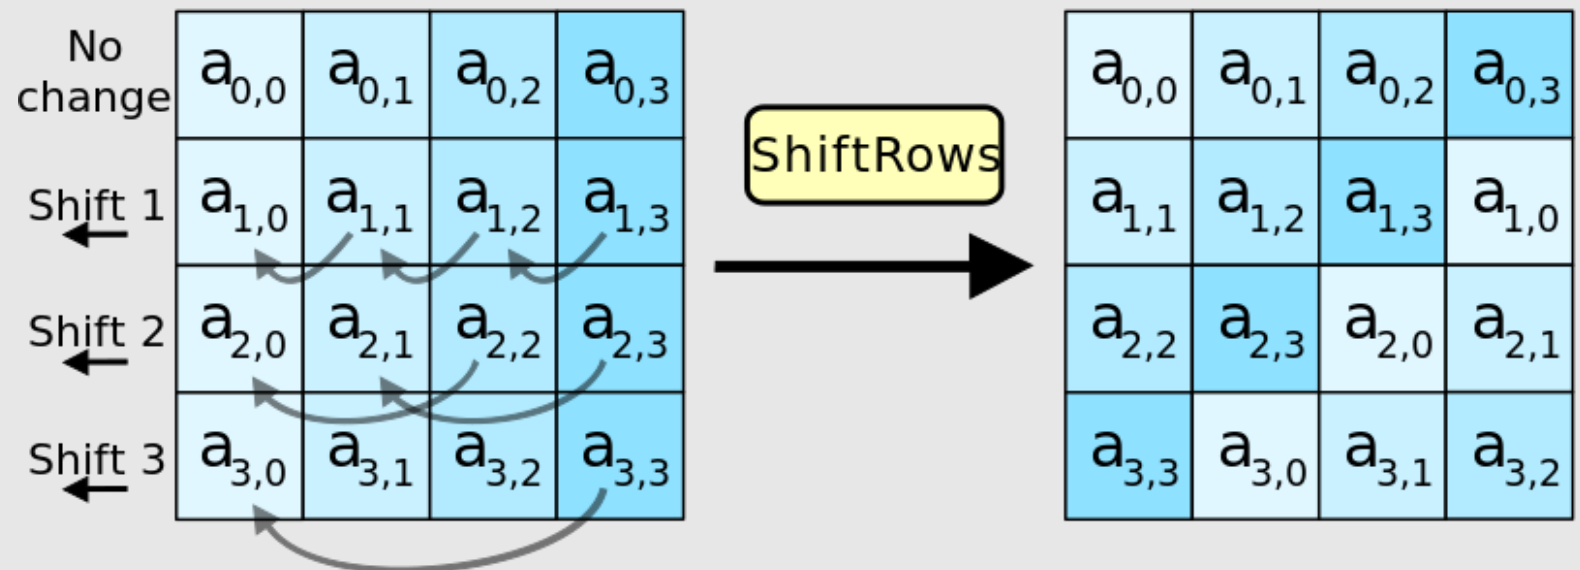 No
change
a0,0 a0,1 a0,2 a0,3
Shift 1
a1,0 a1,1 a1,2 a1,3
Shift 2
a2,0 a2,1 a2,2 a2,3
Shift 3
a3,0 a3,1 a3,2 a3,3
ShiftRows
a0,0 a0,1 a0,2 a0,3
a1,1 a1,2 a1,3 a1,0
a2,2 a2,3 a2,0 a2,1
a3,3 a3,0 a3,1 a3,2